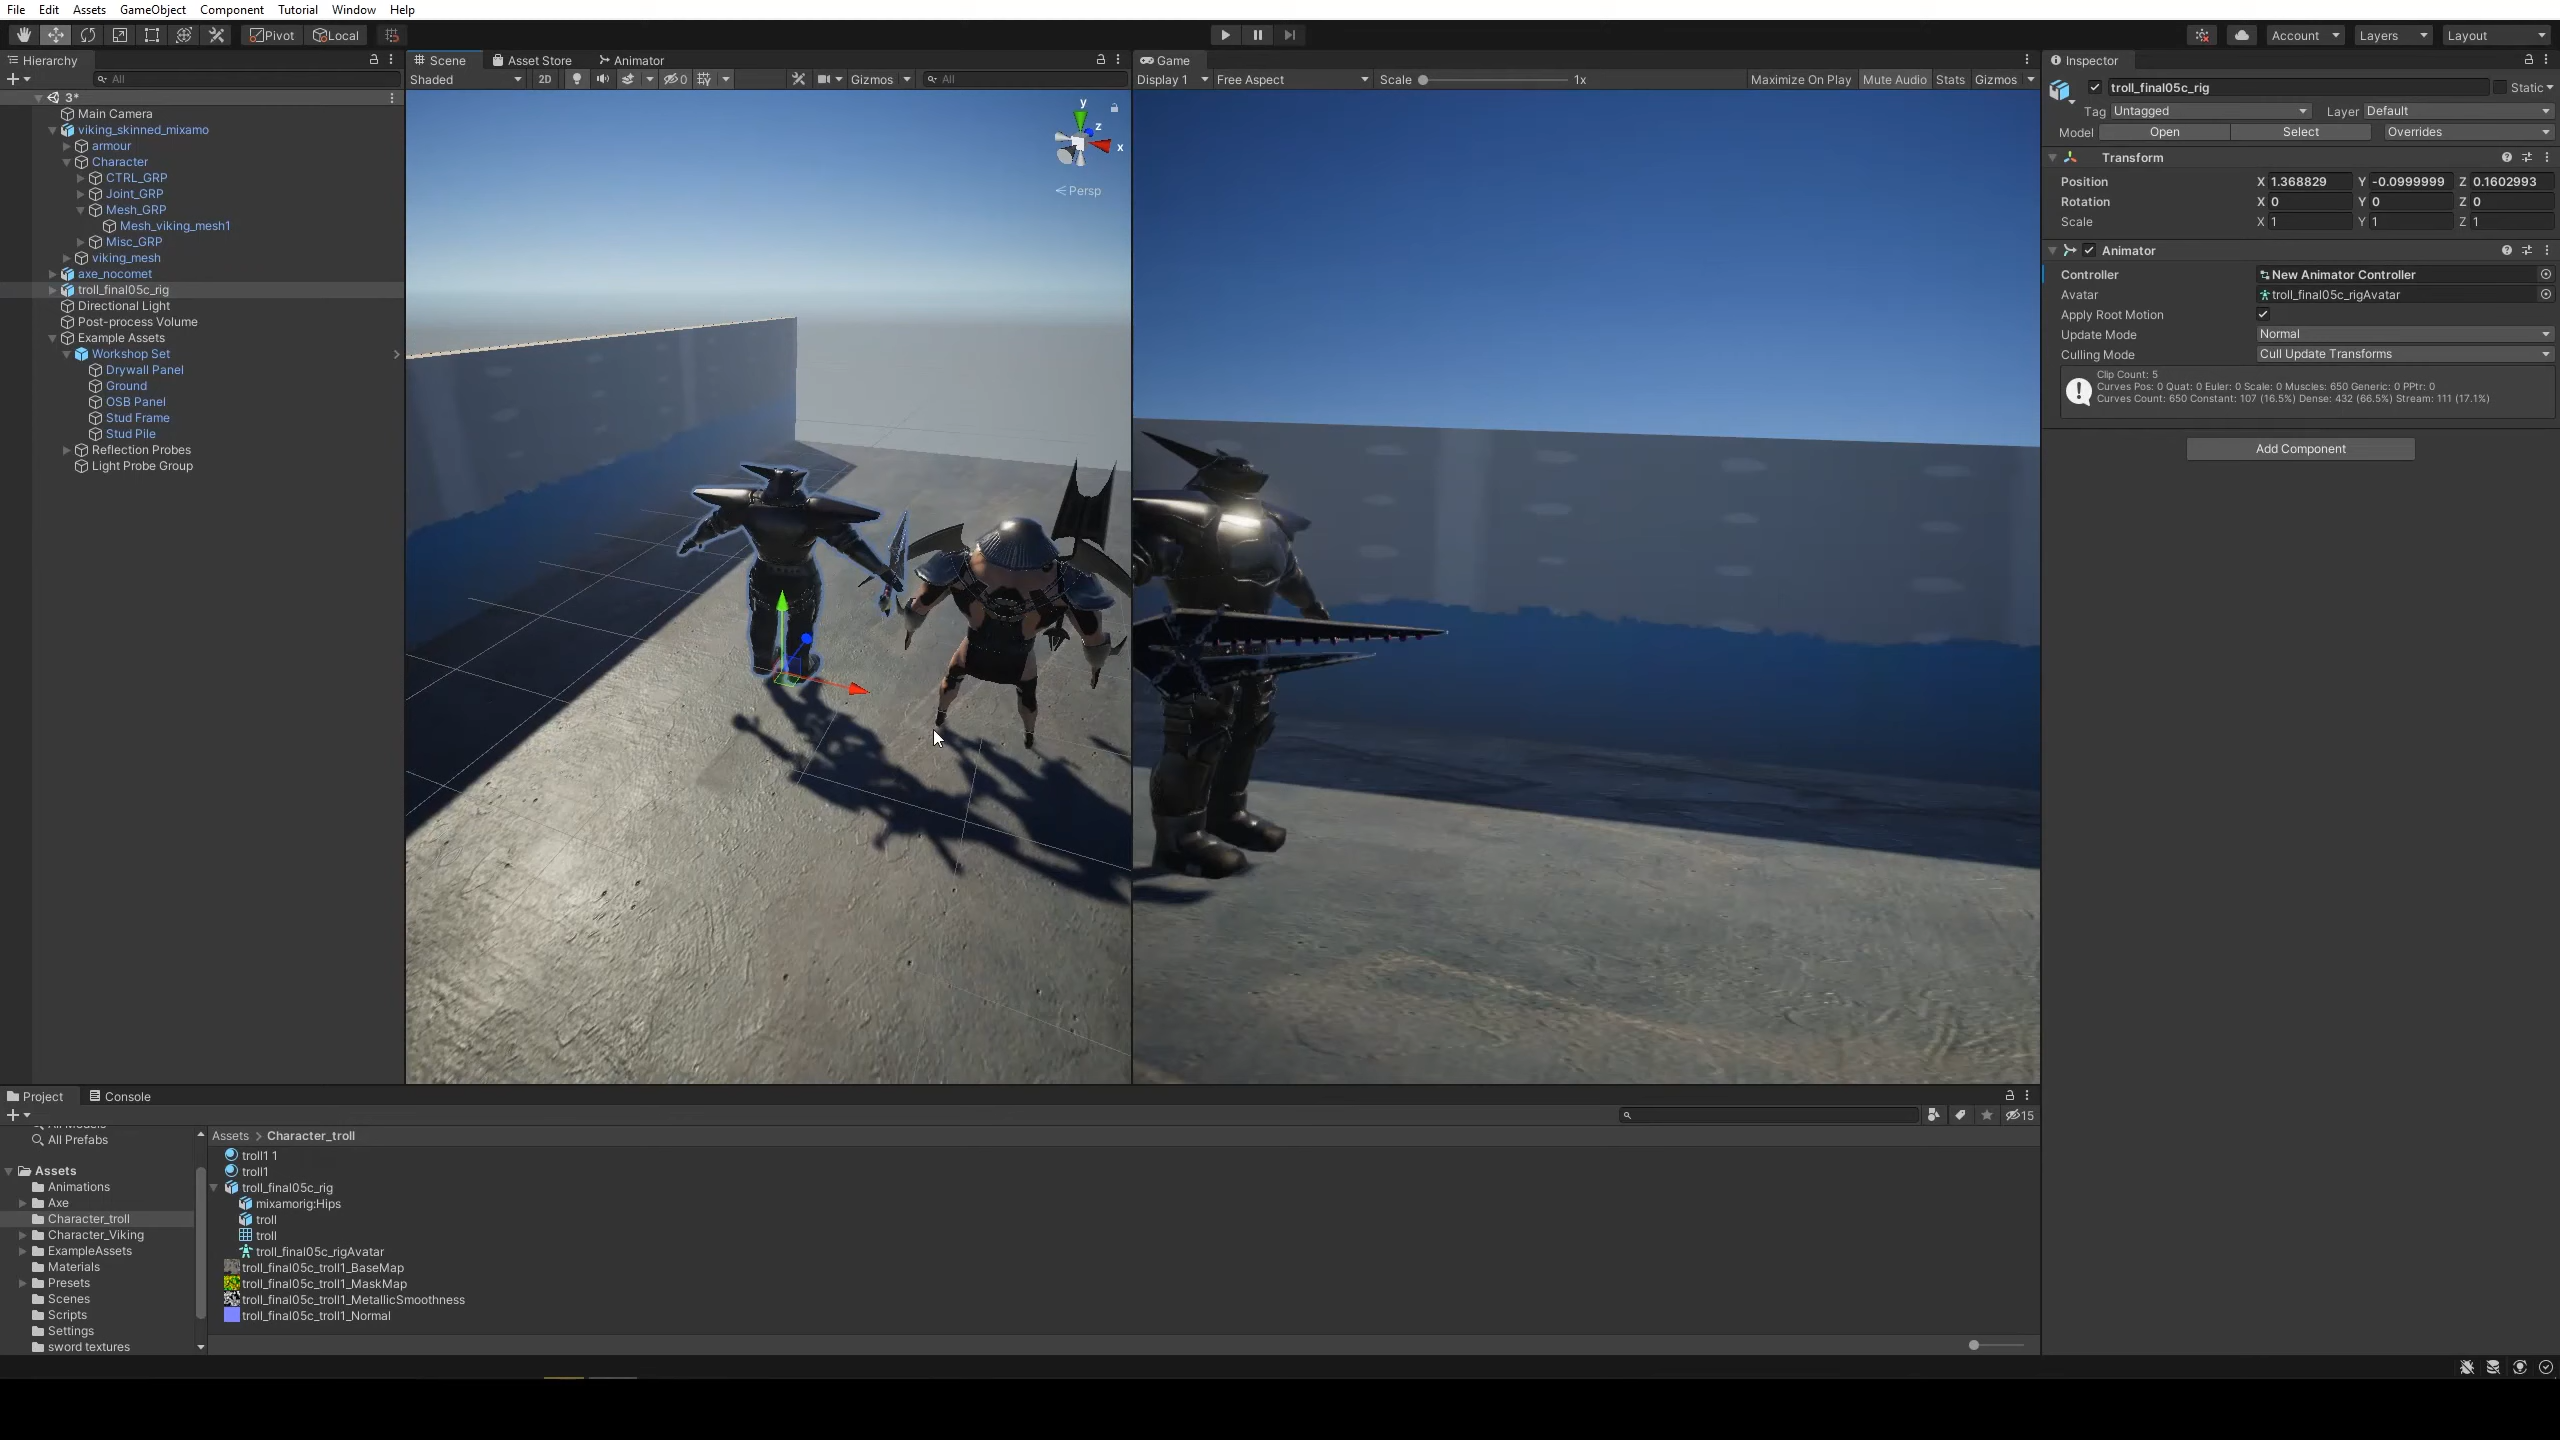 File Edit Assets GameObject Component Tutorial Window Help
Pivot Local Account Layers Layout
Hierarchy
All
3*
Main Camera
viking_skinned_mixamo
armour
Character
CTRL_GRP
Joint_GRP
Mesh_GRP
Mesh_viking_mesh1
Misc_GRP
viking_mesh
axe_nocomet
troll_final05c_rig
Directional Light
Post-process Volume
Example Assets
Workshop Set
Drywall Panel
Ground
OSB Panel
Stud Frame
Stud Pile
Reflection Probes
Light Probe Group
Scene Asset Store Animator
Shaded 2D 0 Gizmos All
y
z
x
Persp
Game
Display 1 Free Aspect Scale 1x Maximize On Play Mute Audio Stats Gizmos
Inspector
troll_final05c_rig Static
Tag Untagged Layer Default
Model Open Select Overrides
Transform
Position X 1.368829 Y -0.0999999 Z 0.1602993
Rotation X 0 Y 0 Z 0
Scale X 1 Y 1 Z 1
Animator
Controller New Animator Controller
Avatar troll_final05c_rigAvatar
Apply Root Motion
Update Mode Normal
Culling Mode Cull Update Transforms
Clip Count: 5
Curves Pos: 0 Quat: 0 Euler: 0 Scale: 0 Muscles: 650 Generic: 0 PPtr: 0
Curves Count: 650 Constant: 107 (16.5%) Dense: 432 (66.5%) Stream: 111 (17.1%)
Add Component
Project Console
15
All Prefabs
Assets
Animations
Axe
Character_troll
Character_Viking
ExampleAssets
Materials
Presets
Scenes
Scripts
Settings
sword textures
Assets > Character_troll
troll1 1
troll1
troll_final05c_rig
mixamorig:Hips
troll
troll
troll_final05c_rigAvatar
troll_final05c_troll1_BaseMap
troll_final05c_troll1_MaskMap
troll_final05c_troll1_MetallicSmoothness
troll_final05c_troll1_Normal